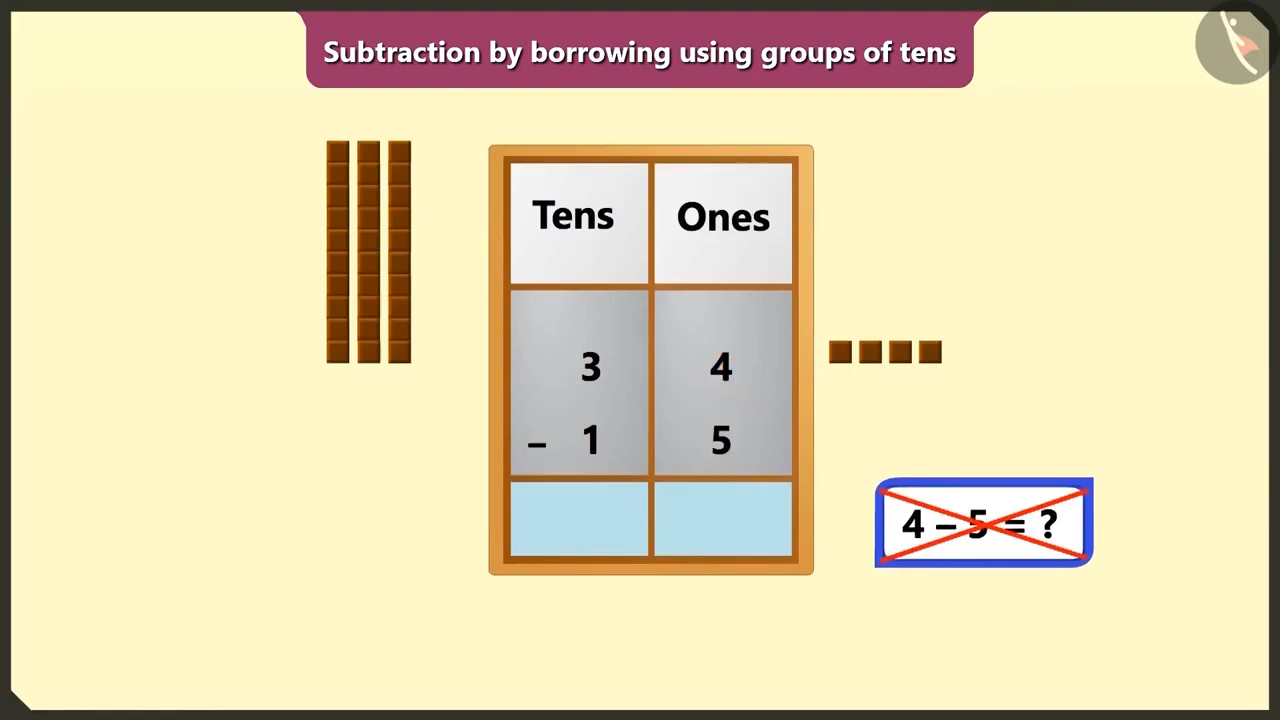 Subtraction by borrowing using groups of tens
Tens Ones
3 4
– 1 5
4 – 5 = ?